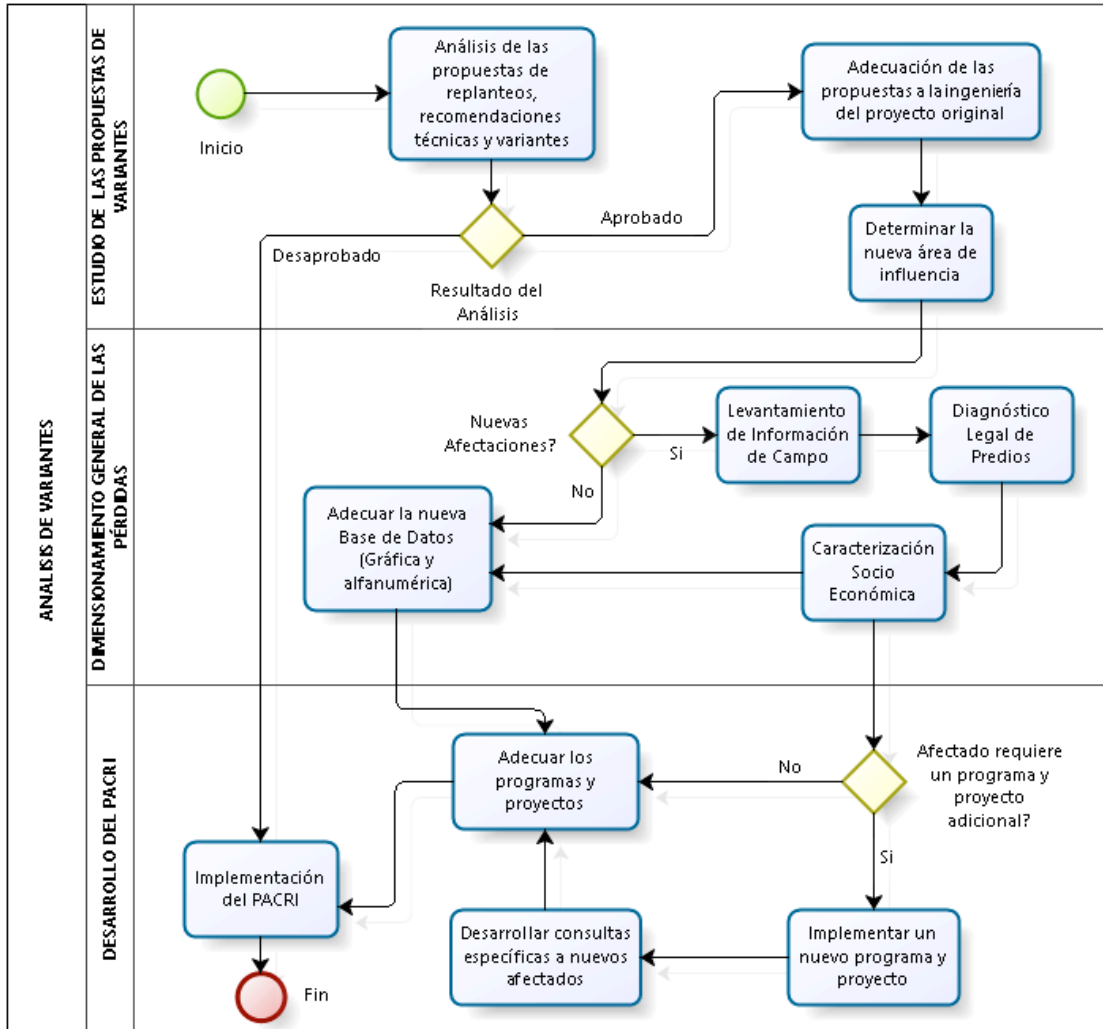 ANALISIS DE VARIANTES
ESTUDIO DE LAS PROPUESTAS DE
VARIANTES
Inicio
Análisis de las
propuestas de
replanteos,
recomendaciones
técnicas y variantes
Adecuación de las
propuestas a la ingeniería
del proyecto original
Aprobado
Desaprobado
Resultado del
Análisis
Determinar la
nueva área de
influencia
DIMENSIONAMIENTO GENERAL DE LAS
PÉRDIDAS
Nuevas
Afectaciones?
Si
No
Levantamiento
de Información
de Campo
Diagnóstico
Legal de
Predios
Adecuar la nueva
Base de Datos
(Gráfica y
alfanumérica)
Caracterización
Socio
Económica
DESARROLLO DEL PACRI
Adecuar los
programas y
proyectos
No
Afectado requiere
un programa y
proyecto
adicional?
Si
Implementación
del PACRI
Desarrollar consultas
específicas a nuevos
afectados
Implementar un
nuevo programa y
proyecto
Fin